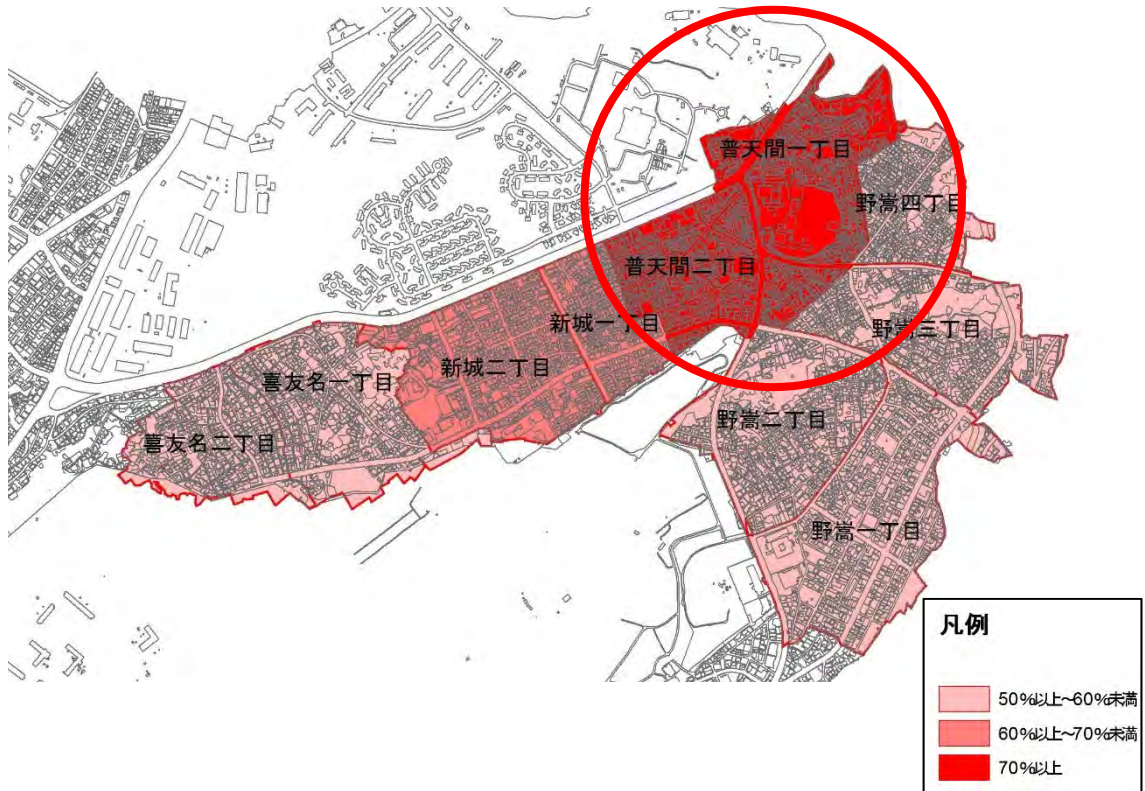 普天間一丁目
野嵩四丁目
普天間二丁目
新城一丁目
野嵩三丁目
新城二丁目
喜友名一丁目
野嵩二丁目
喜友名二丁目
野嵩一丁目
凡例
50%以上~60%未満
60%以上~70%未満
70%以上